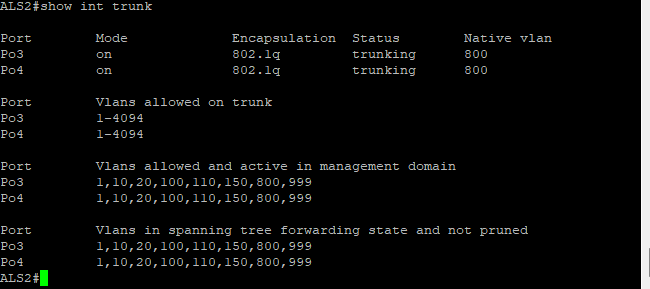 ALS2#show int trunk
Port Mode Encapsulation Status Native vlan
Po3 on 802.1q trunking 800
Po4 on 802.1q trunking 800
Port Vlans allowed on trunk
Po3 1-4094
Po4 1-4094
Port Vlans allowed and active in management domain
Po3 1,10,20,100,110,150,800,999
Po4 1,10,20,100,110,150,800,999
Port Vlans in spanning tree forwarding state and not pruned
Po3 1,10,20,100,110,150,800,999
Po4 1,10,20,100,110,150,800,999
ALS2#